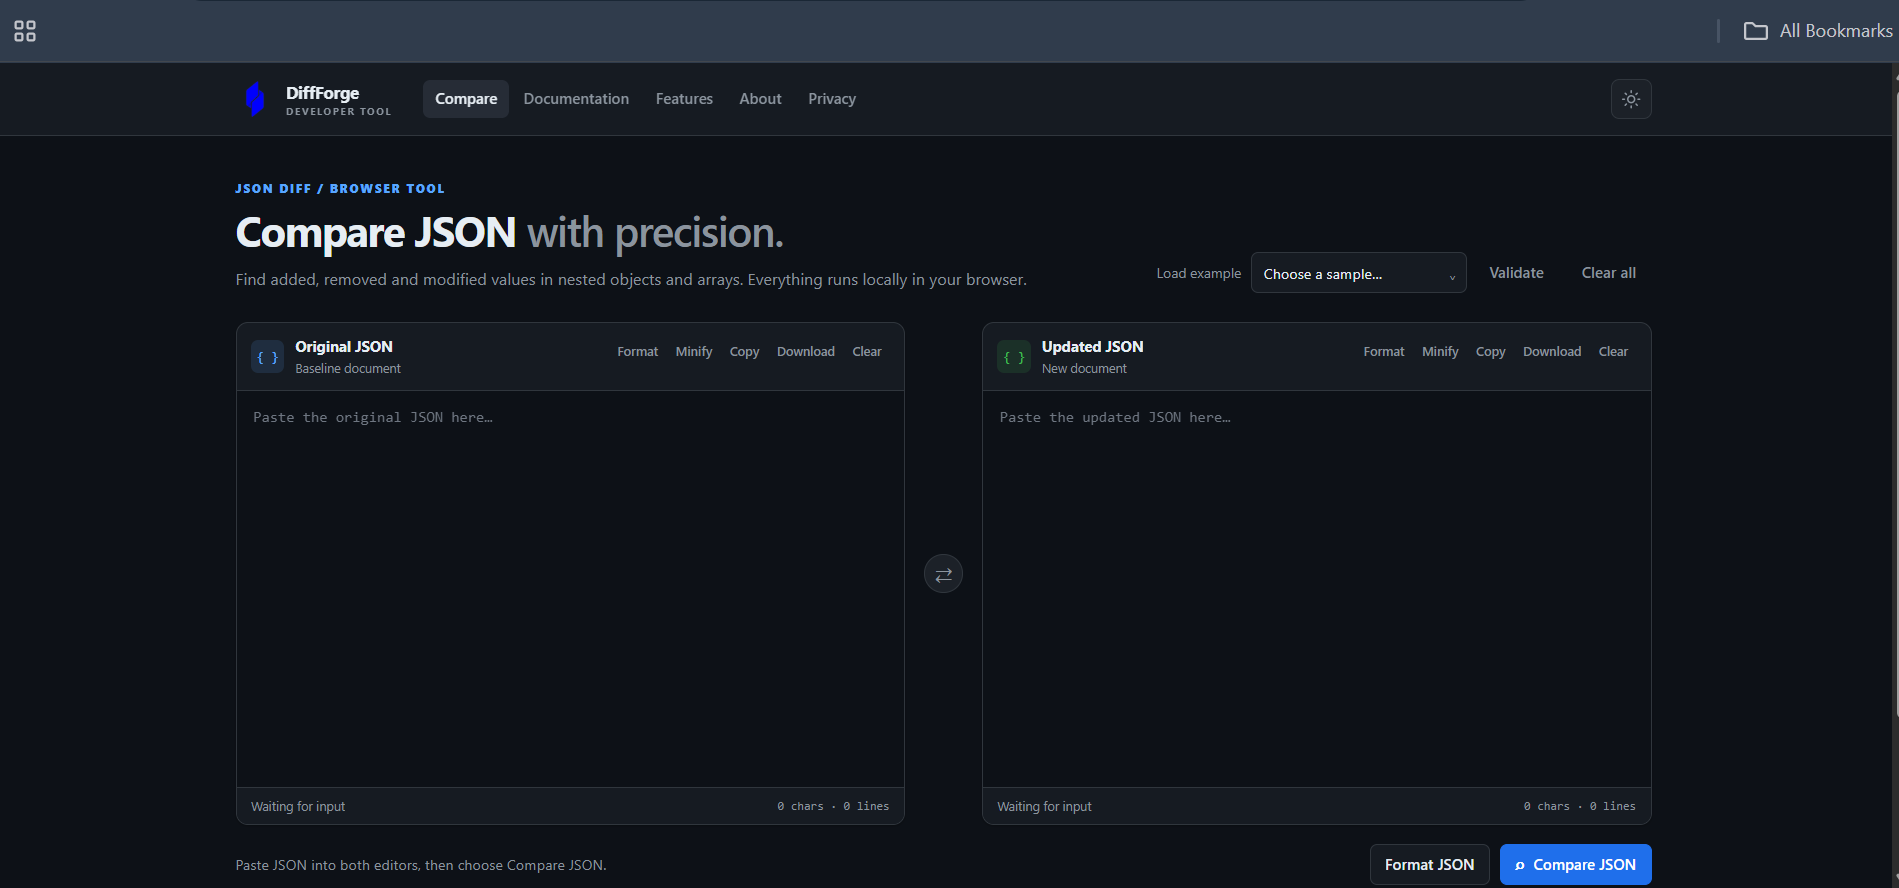 All Bookmarks
DiffForge
DEVELOPER TOOL
Compare Documentation Features About Privacy
JSON DIFF / BROWSER TOOL
Compare JSON with precision.
Find added, removed and modified values in nested objects and arrays. Everything runs locally in your browser.
Load example Choose a sample... Validate Clear all
{ } Original JSON Format Minify Copy Download Clear
Baseline document
Paste the original JSON here…
Waiting for input 0 chars · 0 lines
{ } Updated JSON Format Minify Copy Download Clear
New document
Paste the updated JSON here…
Waiting for input 0 chars · 0 lines
Paste JSON into both editors, then choose Compare JSON.
Format JSON Compare JSON